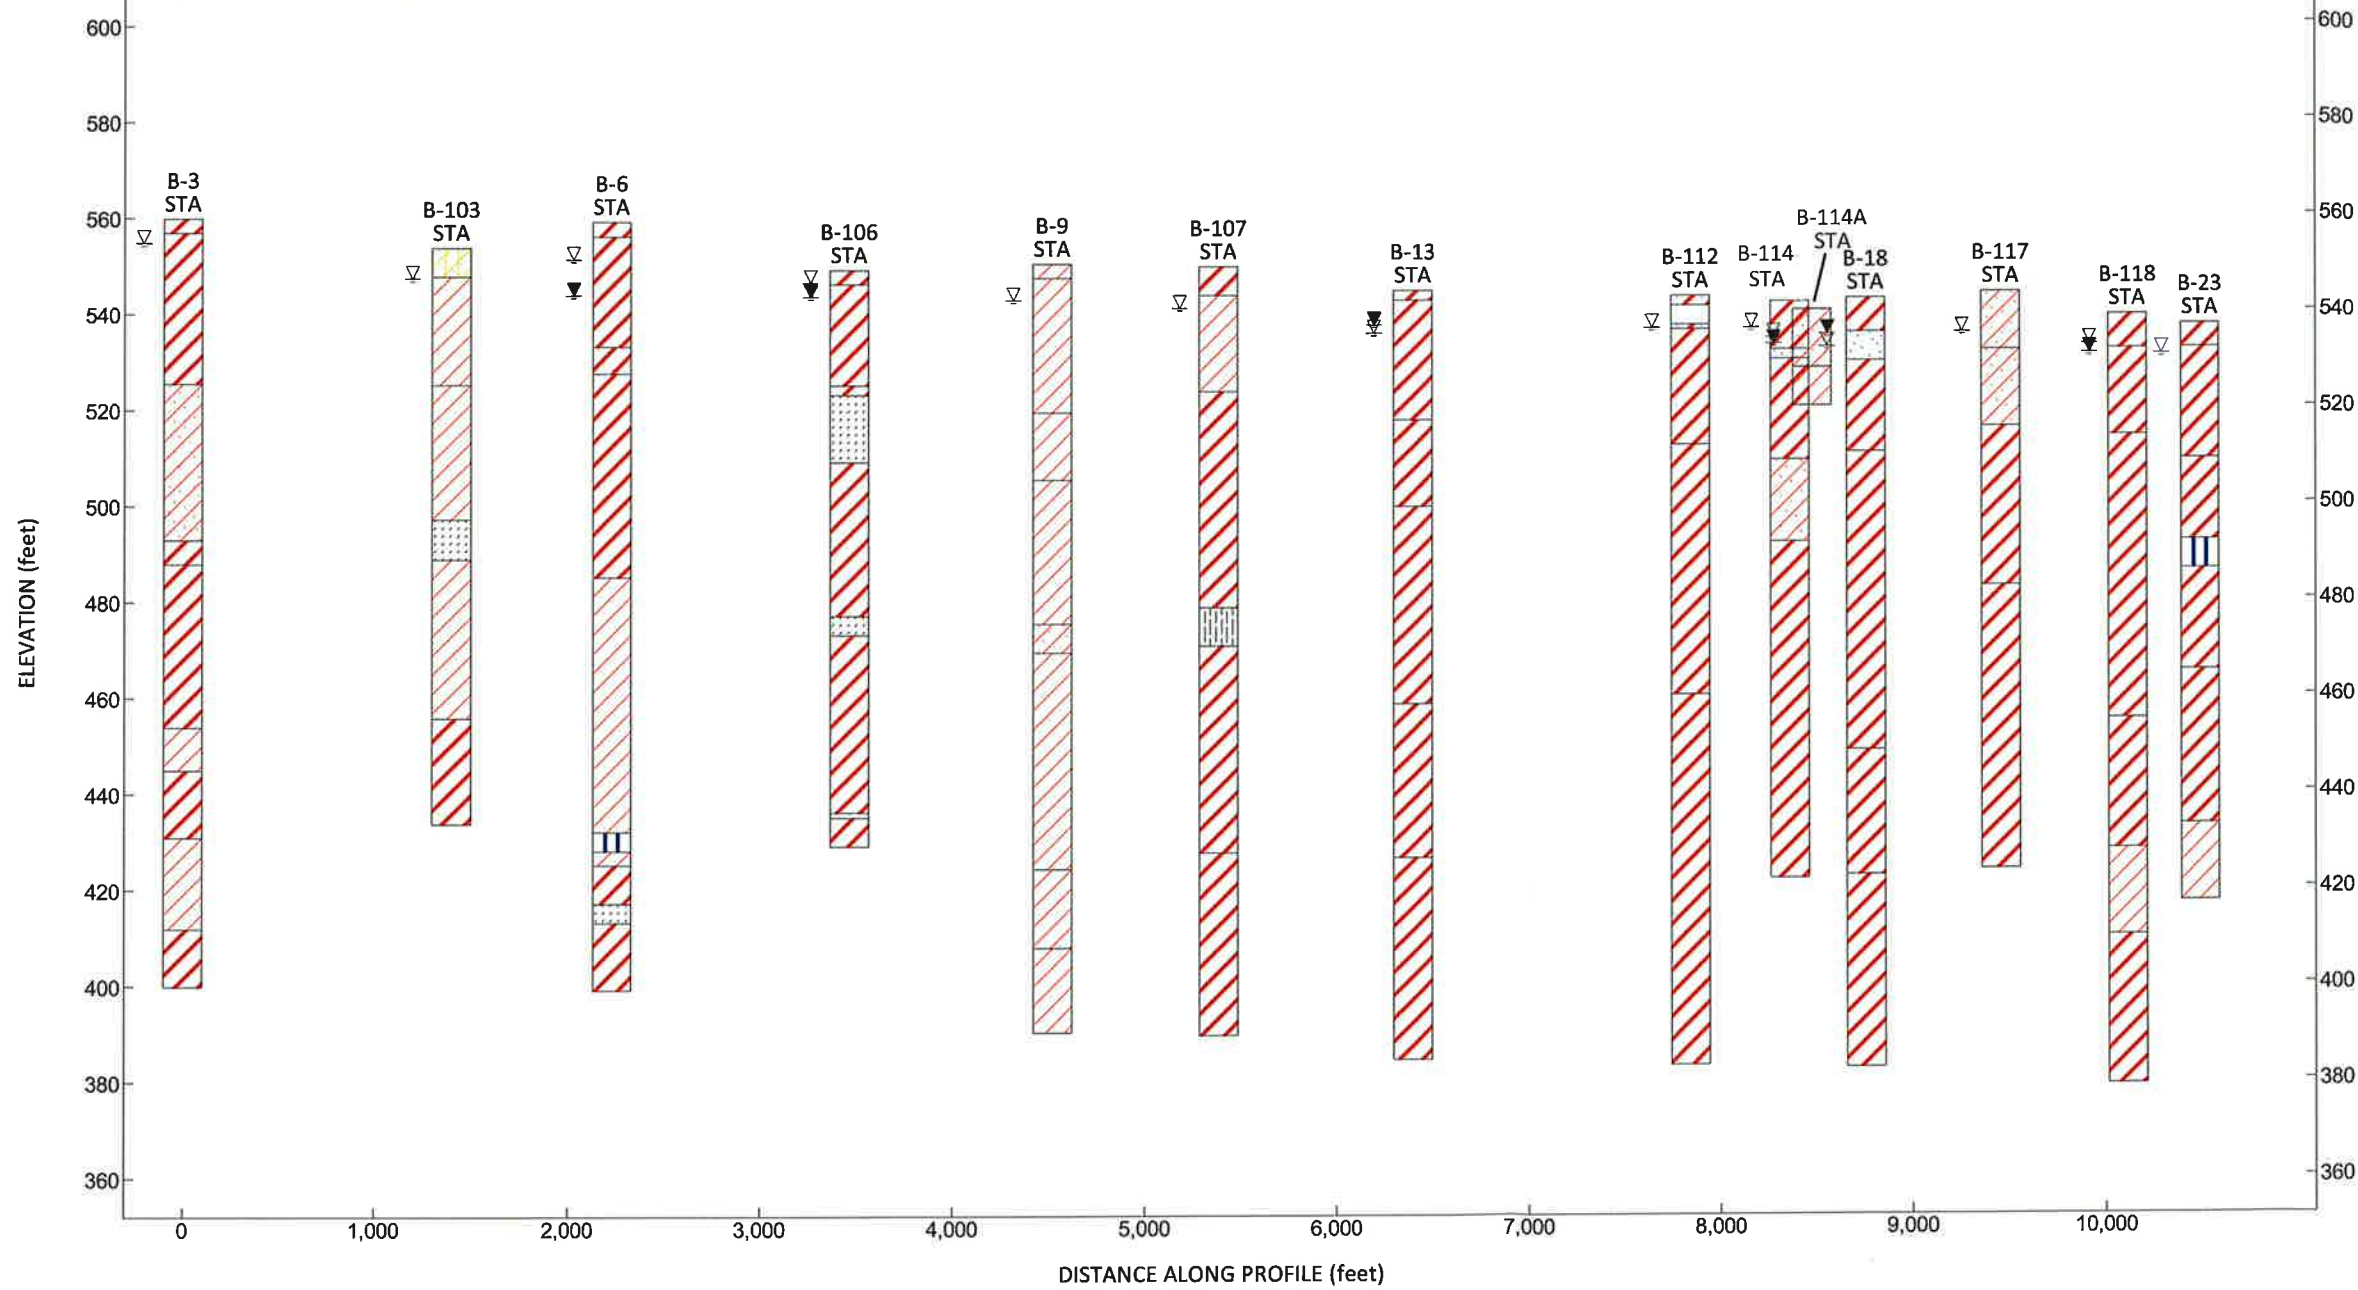 600
580
560
540
520
500
480
460
440
420
400
380
360
ELEVATION (feet)
B-3
STA
B-103
STA
B-6
STA
B-106
STA
B-9
STA
B-107
STA
B-13
STA
B-112
STA
B-114
STA
B-114A
STA
B-18
STA
B-117
STA
B-118
STA
B-23
STA
600
580
560
540
520
500
480
460
440
420
400
380
360
0
1,000
2,000
3,000
4,000
5,000
6,000
7,000
8,000
9,000
10,000
DISTANCE ALONG PROFILE (feet)